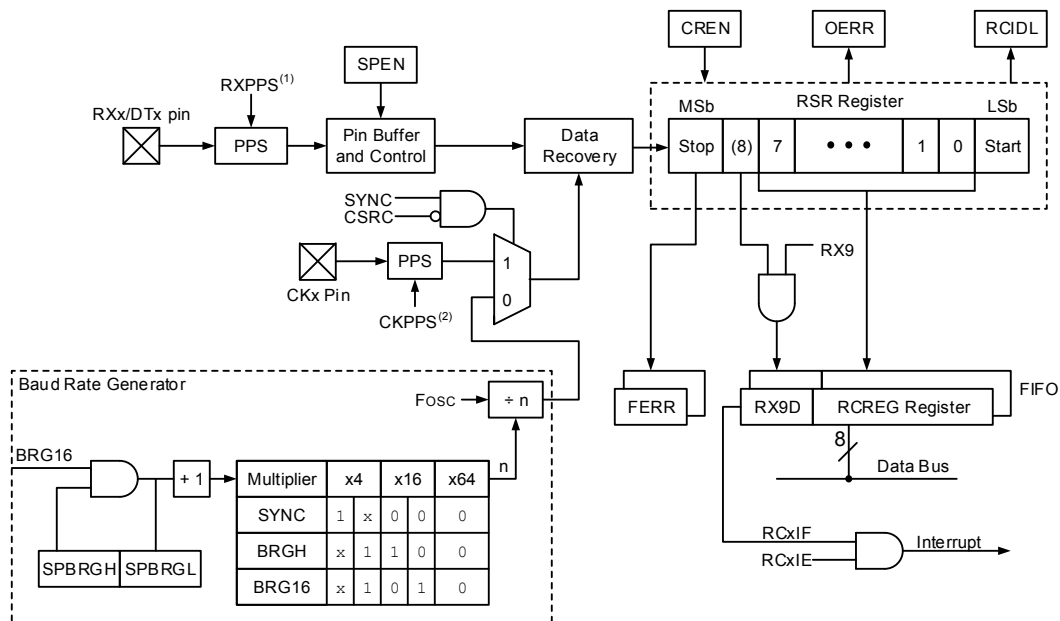 CREN
OERR
RCIDL
SPEN
RXPPS(1)
RXx/DTx pin
PPS
Pin Buffer
and Control
Data
Recovery
MSb
RSR Register
LSb
Stop
(8)
7
• • •
1
0
Start
SYNC
CSRC
CKx Pin
PPS
CKPPS(2)
1
0
RX9
Baud Rate Generator
FOSC
÷ n
n
BRG16
+ 1
SPBRGH
SPBRGL
Multiplier x4 x16 x64
SYNC 1 x 0 0 0
BRGH x 1 1 0 0
BRG16 x 1 0 1 0
FERR
RX9D
RCREG Register
FIFO
8
Data Bus
RCxIF
RCxIE
Interrupt